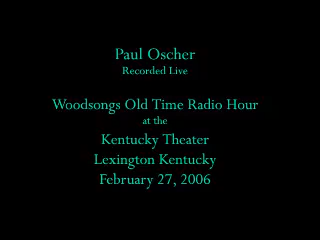 Paul Oscher
Recorded Live
Woodsongs Old Time Radio Hour
at the
Kentucky Theater
Lexington Kentucky
February 27, 2006